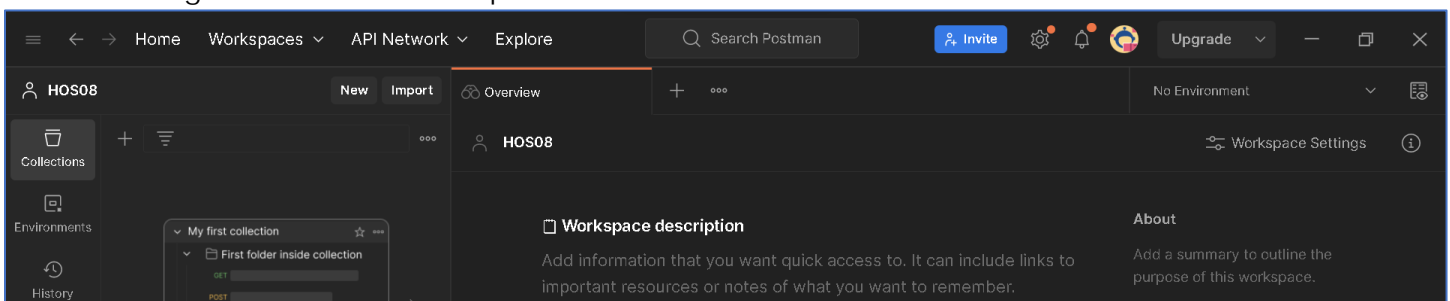 Home Workspaces API Network Explore Search Postman Invite Upgrade
HOS08 New Import Overview No Environment
Collections
HOS08 Workspace Settings
Environments
My first collection
First folder inside collection
GET
POST
History
Workspace description
Add information that you want quick access to. It can include links to
important resources or notes of what you want to remember.
About
Add a summary to outline the
purpose of this workspace.